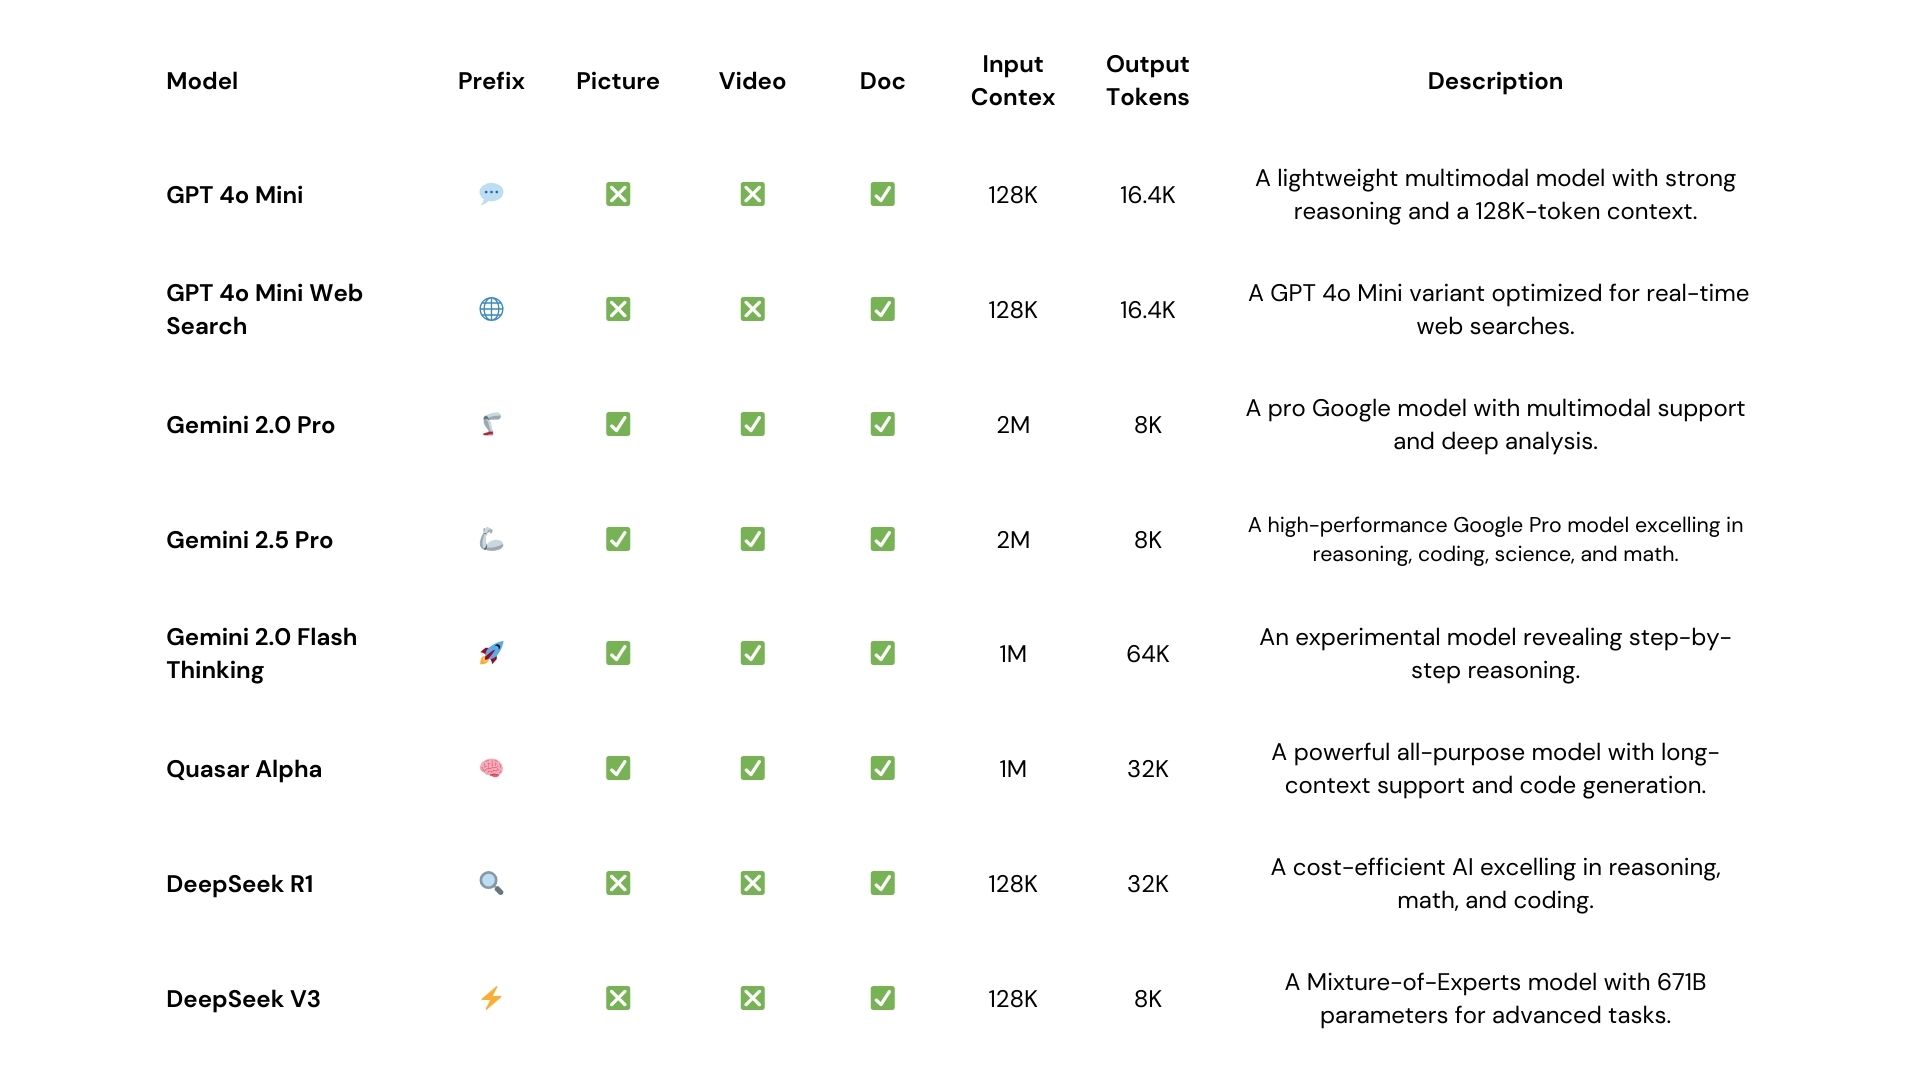 Model Prefix Picture Video Doc Input Contex Output Tokens Description
GPT 4o Mini 💬 ❎ ❎ ✅ 128K 16.4K A lightweight multimodal model with strong
reasoning and a 128K-token context.
GPT 4o Mini Web Search 🌐 ❎ ❎ ✅ 128K 16.4K A GPT 4o Mini variant optimized for real-time
web searches.
Gemini 2.0 Pro 🦿 ✅ ✅ ✅ 2M 8K A pro Google model with multimodal support
and deep analysis.
Gemini 2.5 Pro 🦾 ✅ ✅ ✅ 2M 8K A high-performance Google Pro model excelling in
reasoning, coding, science, and math.
Gemini 2.0 Flash Thinking 🚀 ✅ ✅ ✅ 1M 64K An experimental model revealing step-by-
step reasoning.
Quasar Alpha 🧠 ✅ ✅ ✅ 1M 32K A powerful all-purpose model with long-
context support and code generation.
DeepSeek R1 🔍 ❎ ❎ ✅ 128K 32K A cost-efficient AI excelling in reasoning,
math, and coding.
DeepSeek V3 ⚡ ❎ ❎ ✅ 128K 8K A Mixture-of-Experts model with 671B
parameters for advanced tasks.